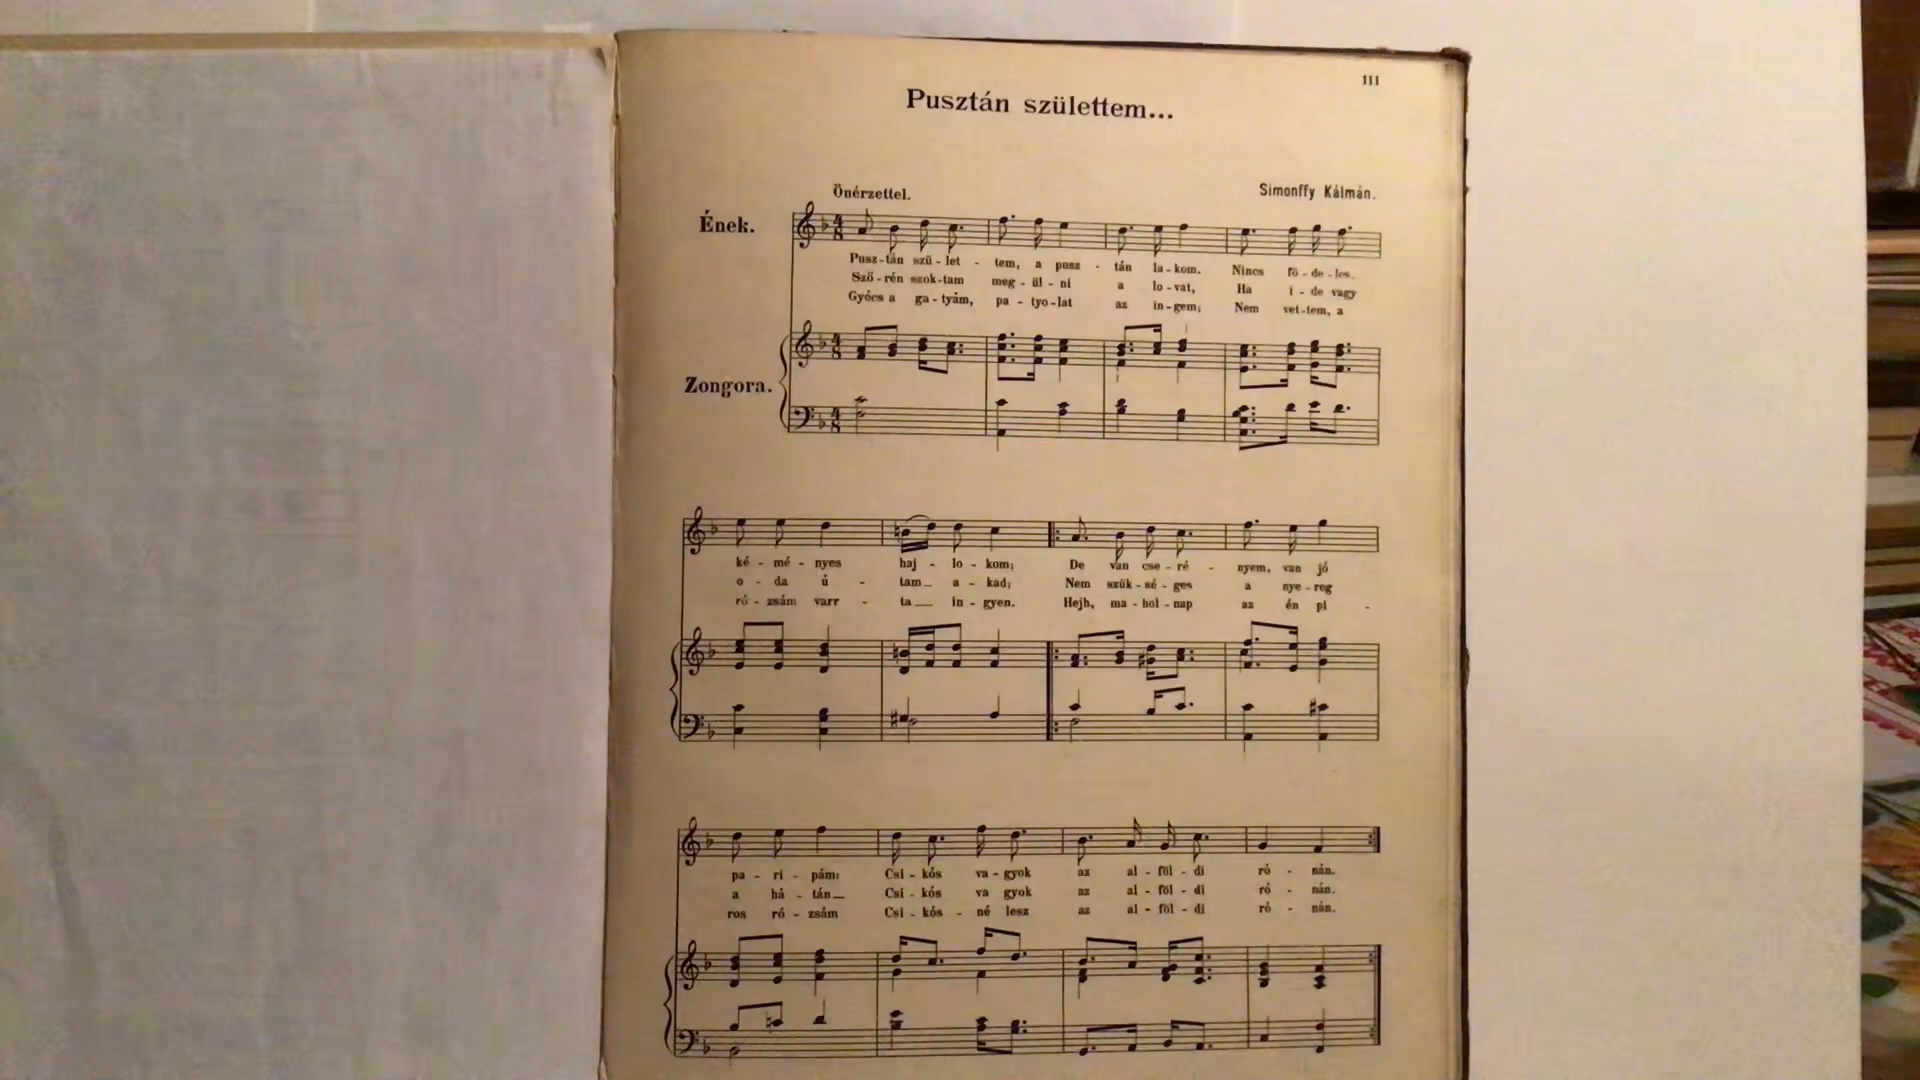 111
Pusztán születtem...
Önérzettel.
Simonffy Kálmán.
Ének.
Pusz-tán szü-let - tem, a pusz - tán la-kom. Nincs fö-de-les.
Sző-rén szok-tam meg-ül-ni a lo-vat, Ha i-de vagy
Gyócs a ga-tyám, pa-tyo-lat az in-gem; Nem vet-tem, a
Zongora.
ké-mé-nyes haj-lo-kom; De van cse-ré-nyem, van jó
o-da ú-tam_ a-kad; Nem szük-sé-ges a nye-reg
ró-zsám varr-ta_ in-gyen. Hejh, ma-hol-nap az én pi -
pa-ri-pám: Csi-kós va-gyok az al-föl-di ró-nán.
a há-tán_ Csi-kós va gyok az al-föl-di ró-nán.
ros ró-zsám Csi-kós-né lesz az al-föl-di ró-nán.